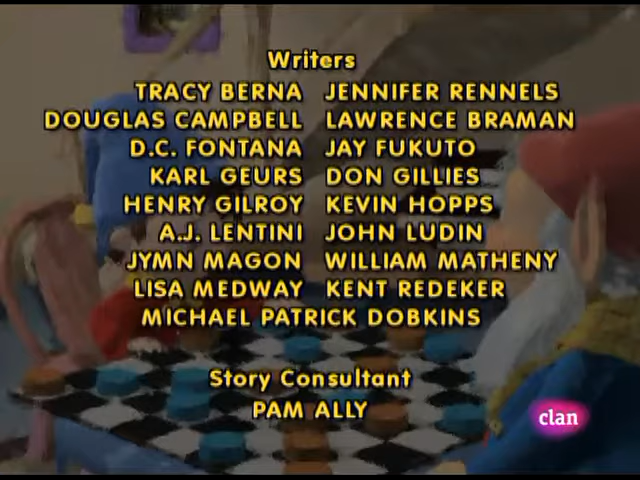 Writers
TRACY BERNA JENNIFER RENNELS
DOUGLAS CAMPBELL LAWRENCE BRAMAN
D.C. FONTANA JAY FUKUTO
KARL GEURS DON GILLIES
HENRY GILROY KEVIN HOPPS
A.J. LENTINI JOHN LUDIN
JYMN MAGON WILLIAM MATHENY
LISA MEDWAY KENT REDEKER
MICHAEL PATRICK DOBKINS
Story Consultant
PAM ALLY
clan